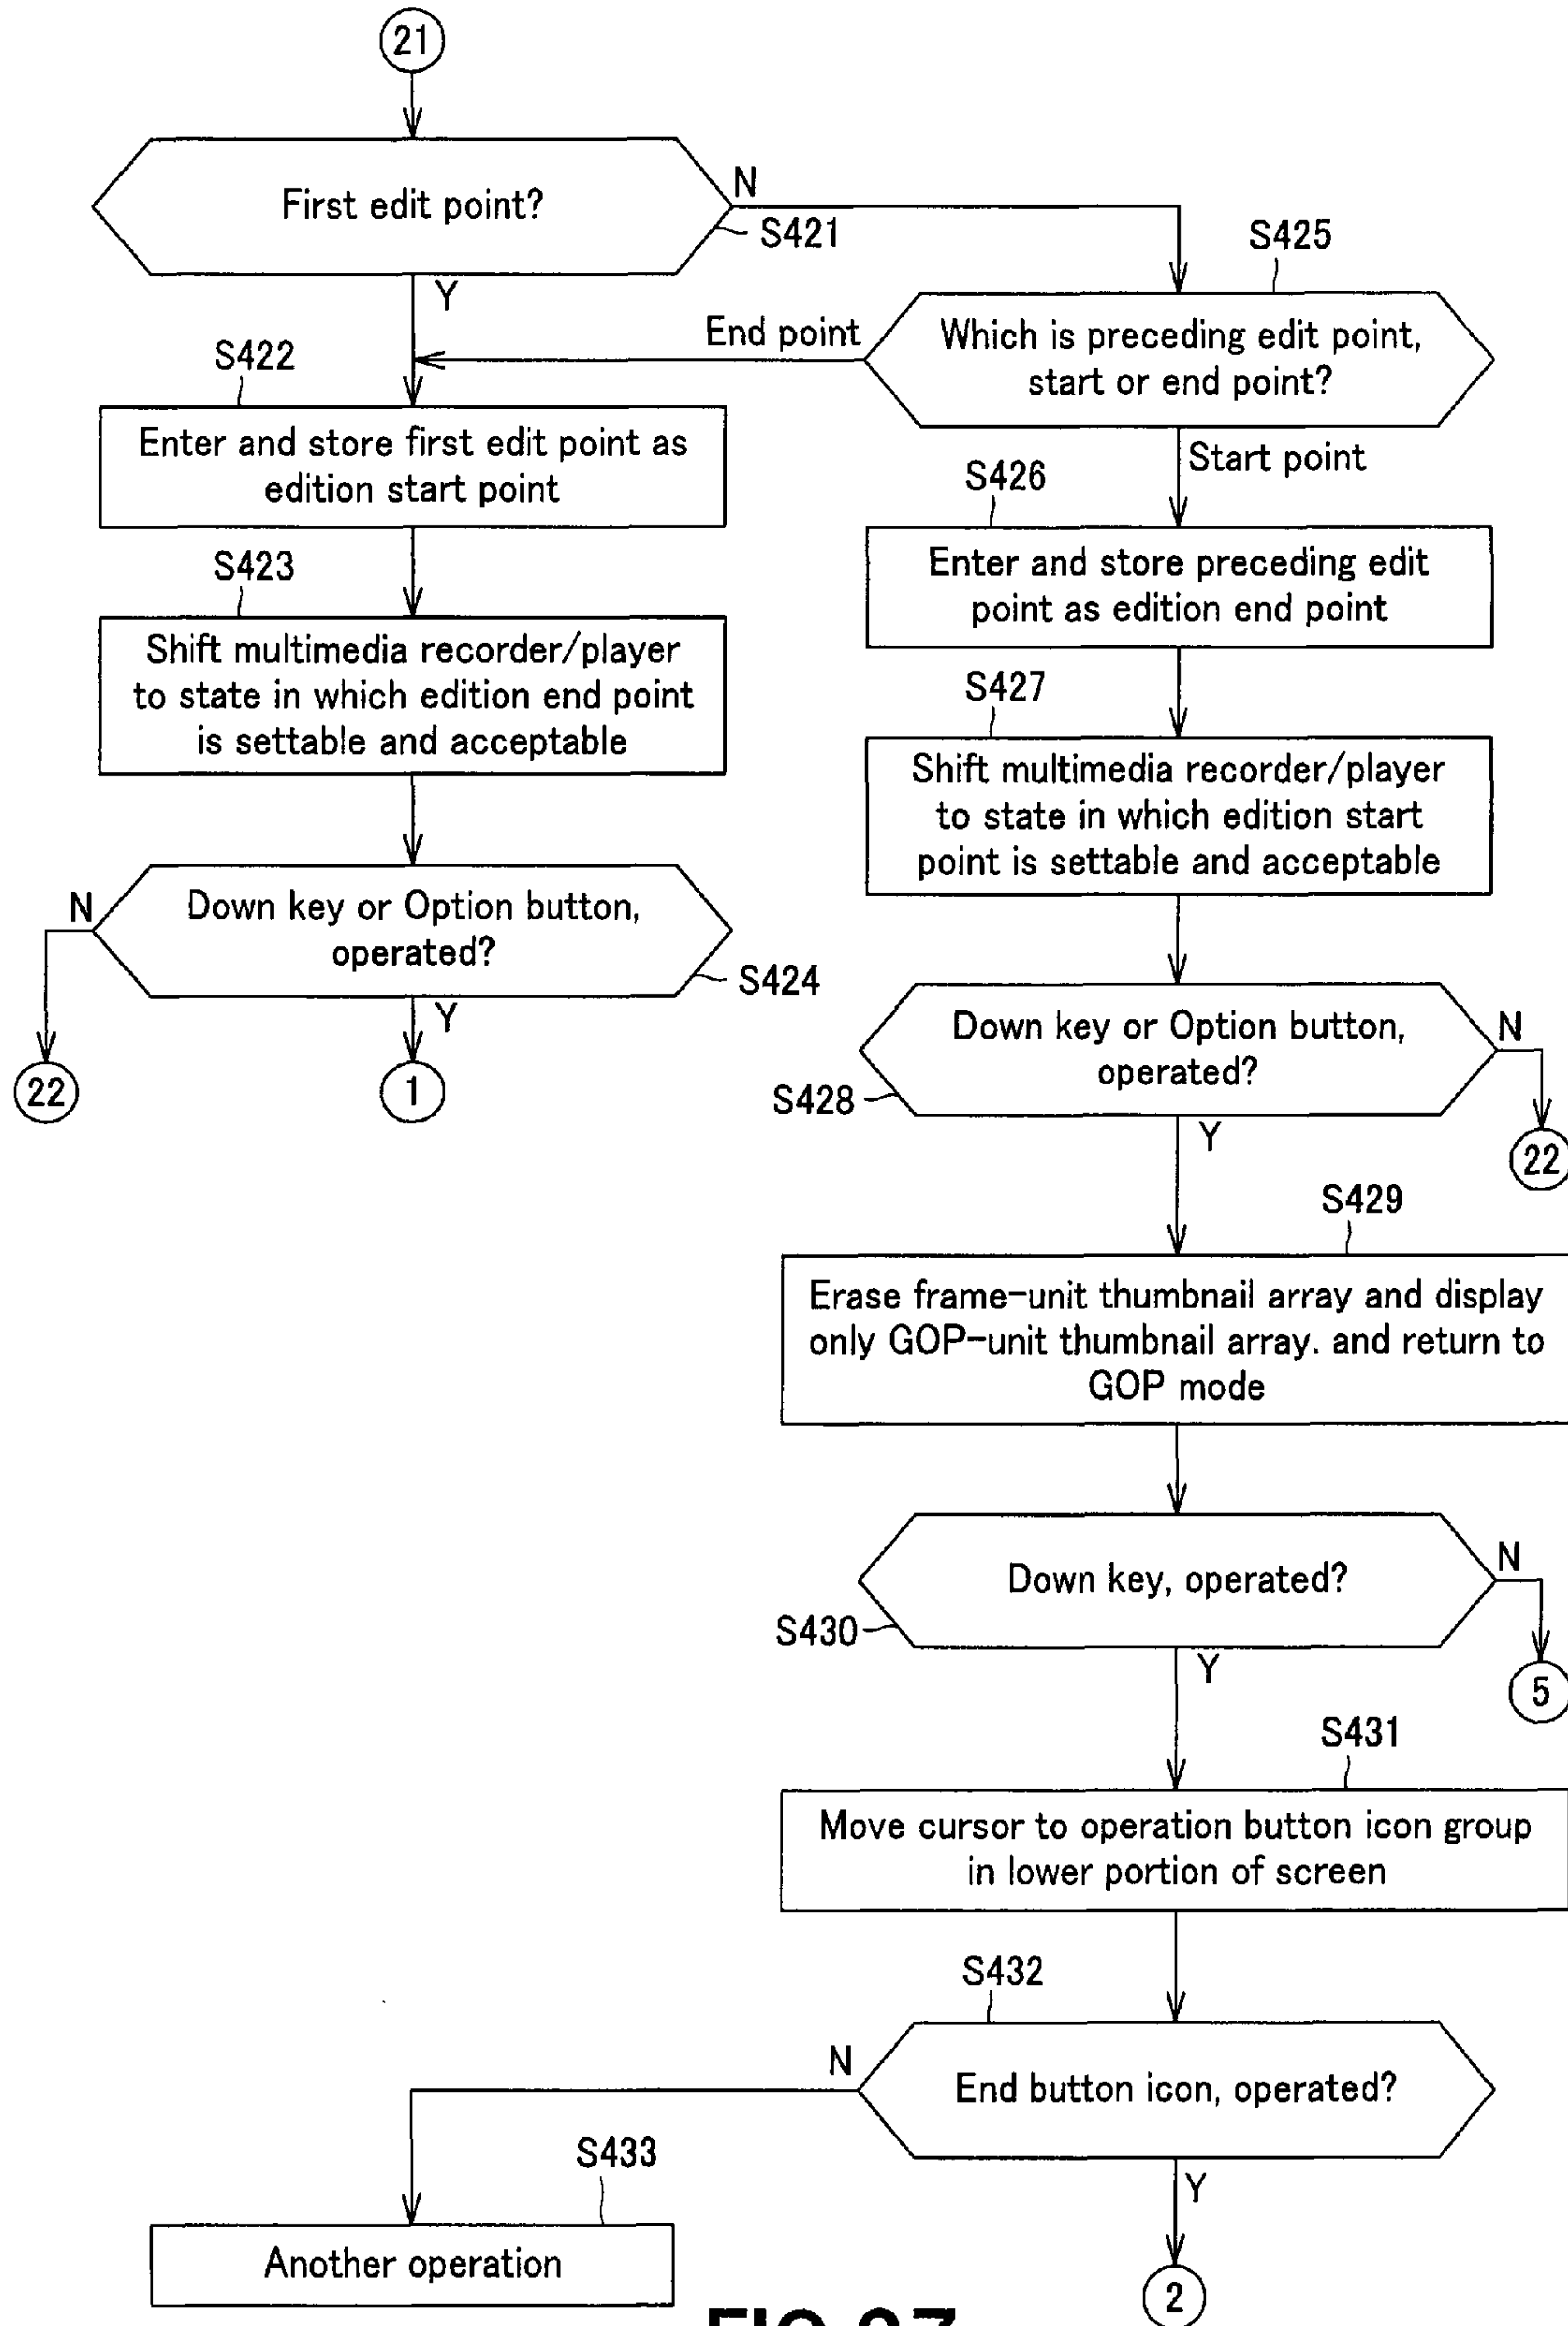 21
First edit point?
N
S421
Y
S425
Which is preceding edit point,
start or end point?
End point
Start point
S422
Enter and store first edit point as
edition start point
S423
Shift multimedia recorder/player
to state in which edition end point
is settable and acceptable
Down key or Option button,
operated?
N
S424
Y
22
1
S426
Enter and store preceding edit
point as edition end point
S427
Shift multimedia recorder/player
to state in which edition start
point is settable and acceptable
Down key or Option button,
operated?
N
S428
Y
22
S429
Erase frame-unit thumbnail array and display
only GOP-unit thumbnail array. and return to
GOP mode
Down key, operated?
N
S430
Y
5
S431
Move cursor to operation button icon group
in lower portion of screen
S432
End button icon, operated?
N
Y
S433
Another operation
2